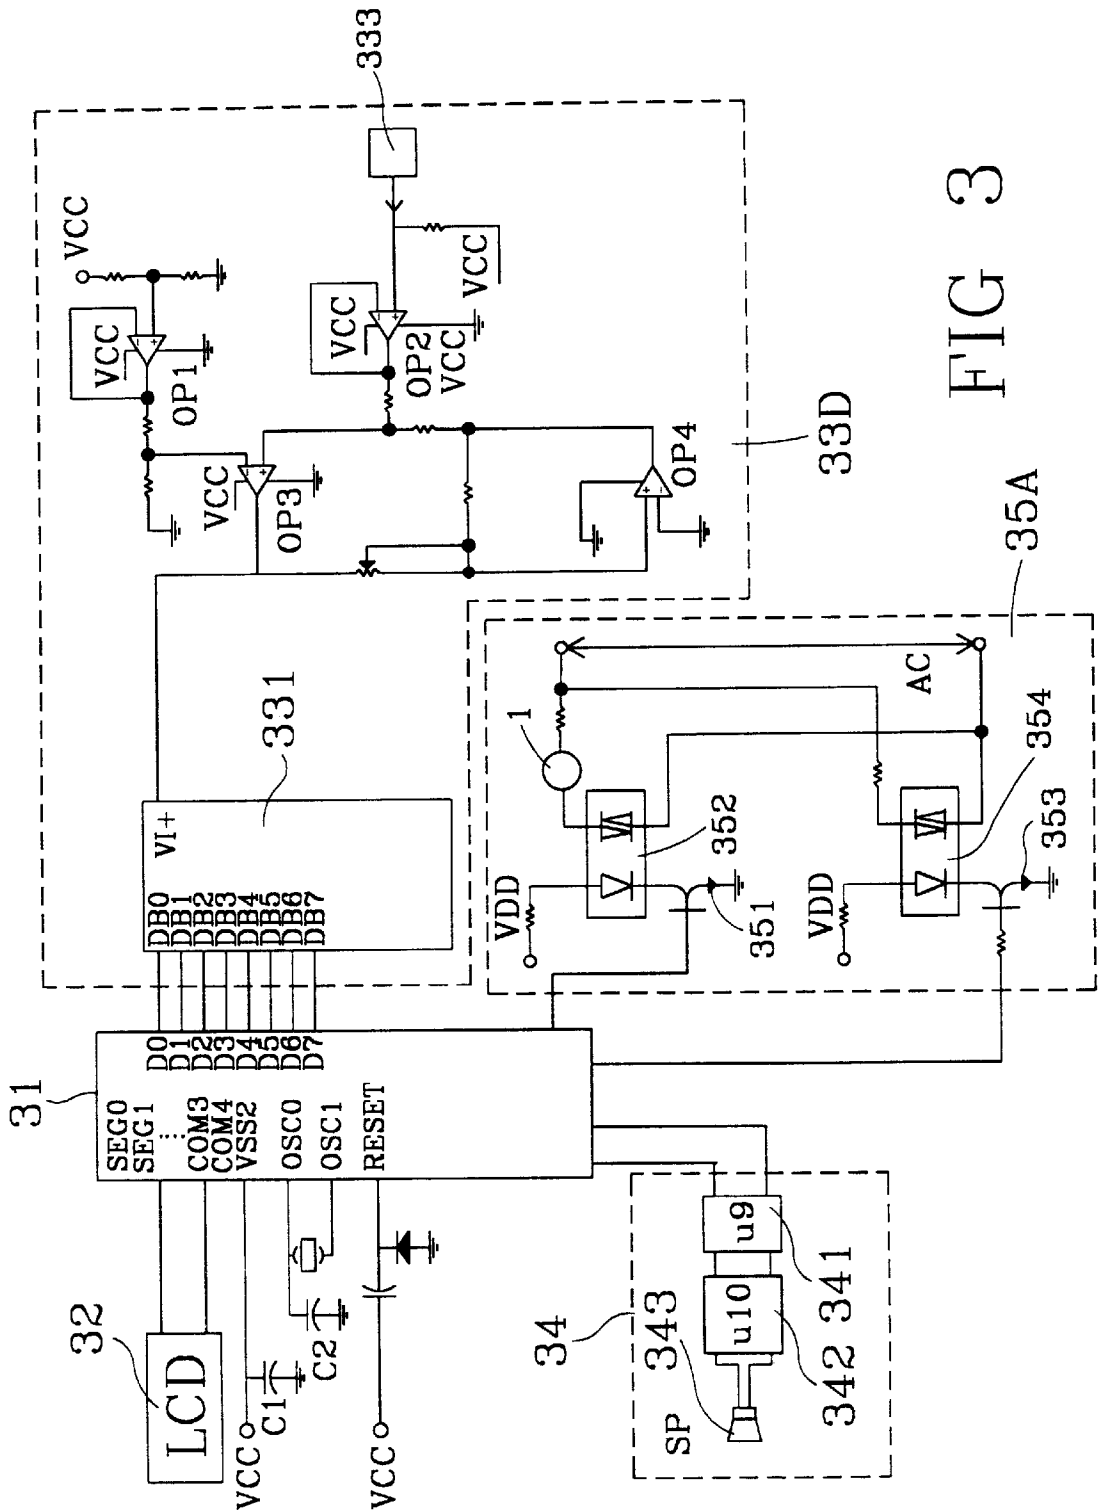 32
LCD
VCC
C1
C2
VCC
31
SEG0
SEG1
.....
COM3
COM4
VSS2
OSC0
OSC1
RESET
D0
D1
D2
D3
D4
D5
D6
D7
DB0
DB1
DB2
DB3
DB4
DB5
DB6
DB7
VI+
331
VCC
VCC
OP1
VCC
OP3
VCC
OP2
VCC
VCC
333
OP4
33D
34
343
SP
u10
u9
342
341
VDD
1
352
351
VDD
AC
354
353
35A
FIG 3